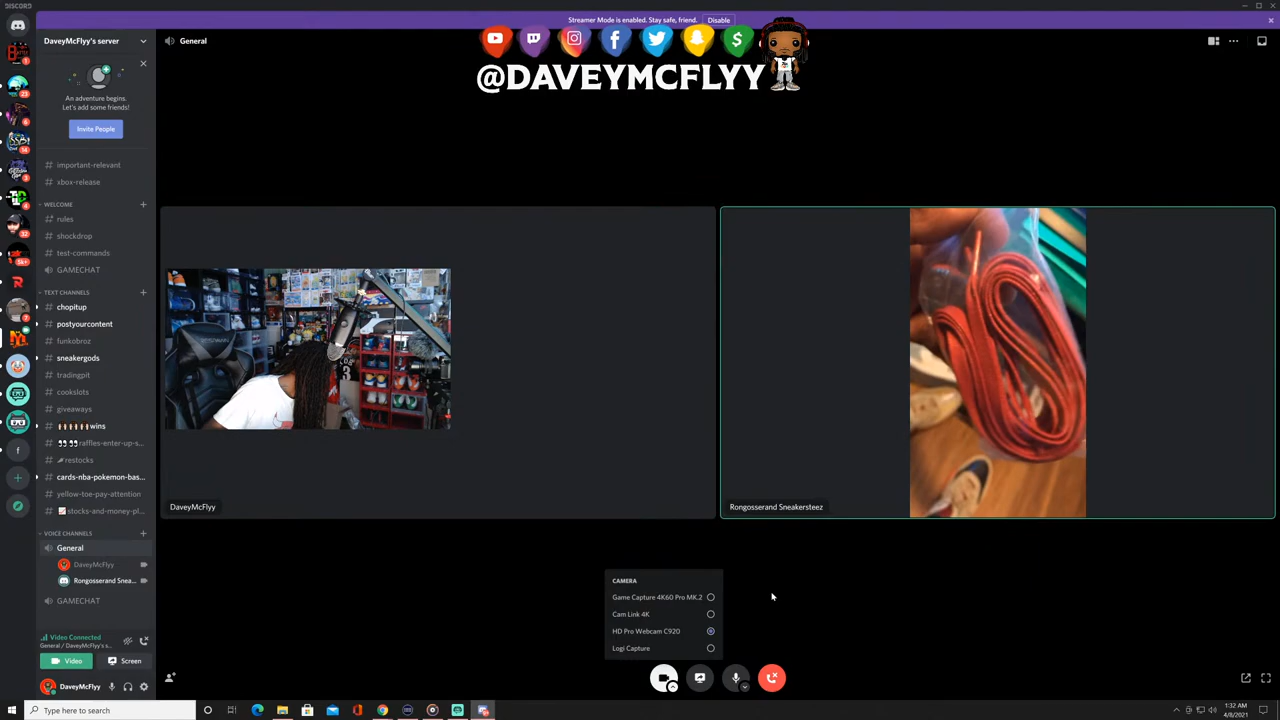 DISCORD
Streamer Mode is enabled. Stay safe, friend. Disable
DaveyMcFlyy's server
General
@DAVEYMCFLYY
An adventure begins.
Let's add some friends!
Invite People
# important-relevant
# xbox-release
WELCOME
# rules
# shockdrop
# test-commands
GAMECHAT
TEXT CHANNELS
# chopitup
# postyourcontent
# funkobroz
# sneakergods
# tradingpit
# cookslots
# giveaways
# wins
# raffles-enter-up-s...
# restocks
# cards-nba-pokemon-bas...
# yellow-toe-pay-attention
# stocks-and-money-pl...
VOICE CHANNELS
General
DaveyMcFlyy
Rongosserand Snea...
GAMECHAT
DaveyMcFlyy
Rongosserand Sneakersteez
CAMERA
Game Capture 4K60 Pro MK.2
Cam Link 4K
HD Pro Webcam C920
Logi Capture
Video Connected
General / DaveyMcFlyy's s...
Video
Screen
DaveyMcFlyy
Type here to search
1:32 AM
4/8/2021